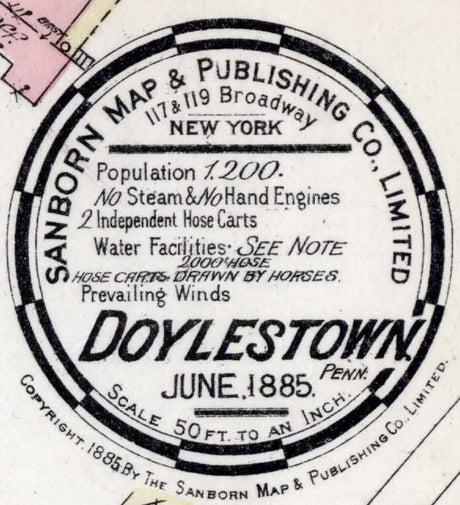 SANBORN MAP & PUBLISHING CO., LIMITED
117 & 119 Broadway
NEW YORK
Population 1.200.
No Steam & No Hand Engines
2 Independent Hose Carts
Water Facilities. SEE NOTE
2000' HOSE
HOSE CARTS DRAWN BY HORSES.
Prevailing Winds
DOYLESTOWN.
PENN.
JUNE, 1885.
SCALE 50 FT. TO AN INCH.
COPYRIGHT, 1885, BY THE SANBORN MAP & PUBLISHING CO., LIMITED.